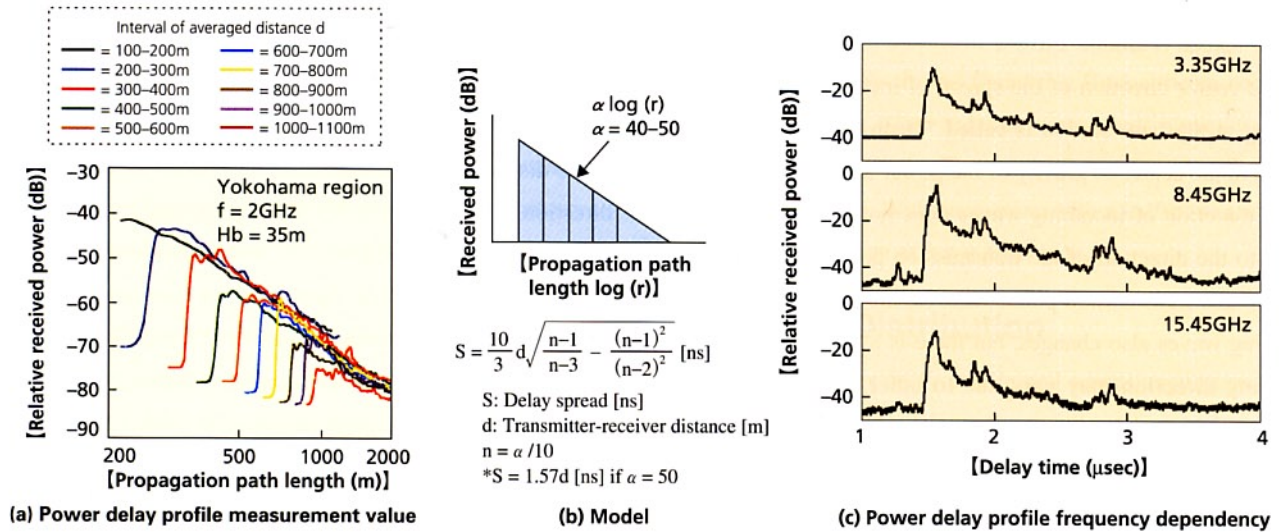 Interval of averaged distance d
= 100–200m
= 200–300m
= 300–400m
= 400–500m
= 500–600m
= 600–700m
= 700–800m
= 800–900m
= 900–1000m
= 1000–1100m
【Relative received power (dB)】
−30
−40
−50
−60
−70
−80
−90
Yokohama region
f = 2GHz
Hb = 35m
200 500 1000 2000
【Propagation path length (m)】
(a) Power delay profile measurement value
【Received power (dB)】
α log (r)
α = 40–50
【Propagation path
length log (r)】
S = 10/3 d√((n-1)/(n-3) − (n-1)²/(n-2)²) [ns]
S: Delay spread [ns]
d: Transmitter-receiver distance [m]
n = α /10
*S = 1.57d [ns] if α = 50
(b) Model
【Relative received power (dB)】
0
−20
−40
3.35GHz
0
−20
−40
8.45GHz
0
−20
−40
15.45GHz
1 2 3 4
【Delay time (μsec)】
(c) Power delay profile frequency dependency